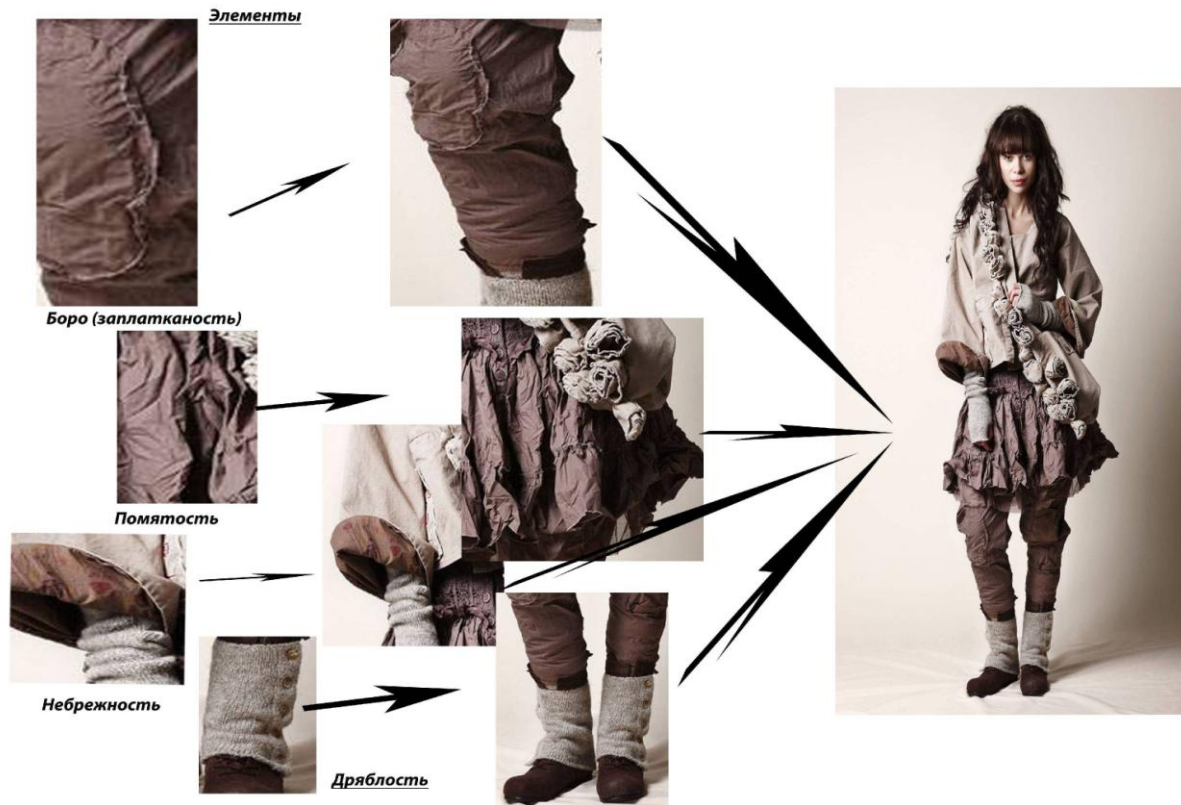 Элементы
Боро (заплатканость)
Помятость
Небрежность
Дряблость